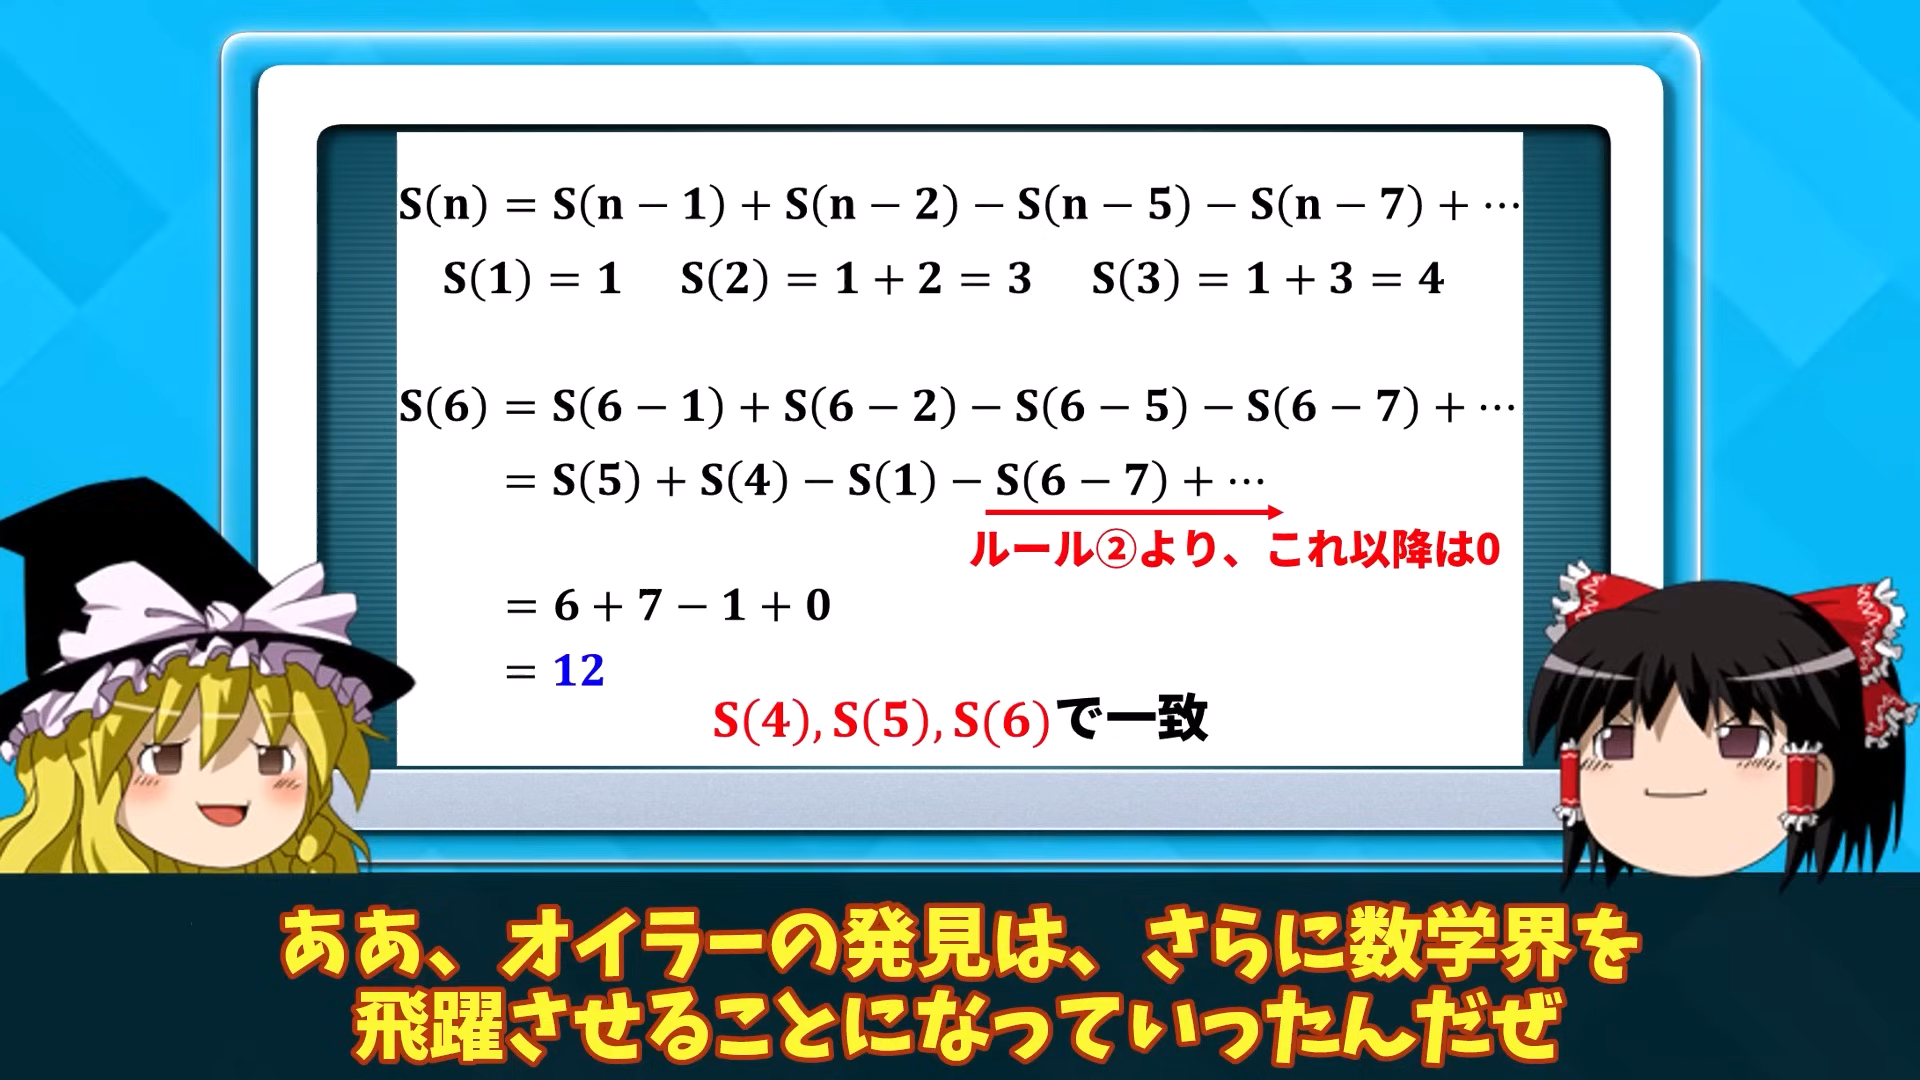 S(n) = S(n − 1) + S(n − 2) − S(n − 5) − S(n − 7) + ⋯
S(1) = 1 S(2) = 1 + 2 = 3 S(3) = 1 + 3 = 4
S(6) = S(6 − 1) + S(6 − 2) − S(6 − 5) − S(6 − 7) + ⋯
= S(5) + S(4) − S(1) − S(6 − 7) + ⋯
ルール②より、これ以降は0
= 6 + 7 − 1 + 0
= 12
S(4), S(5), S(6)で一致
ああ、オイラーの発見は、さらに数学界を
飛躍させることになっていったんだぜ